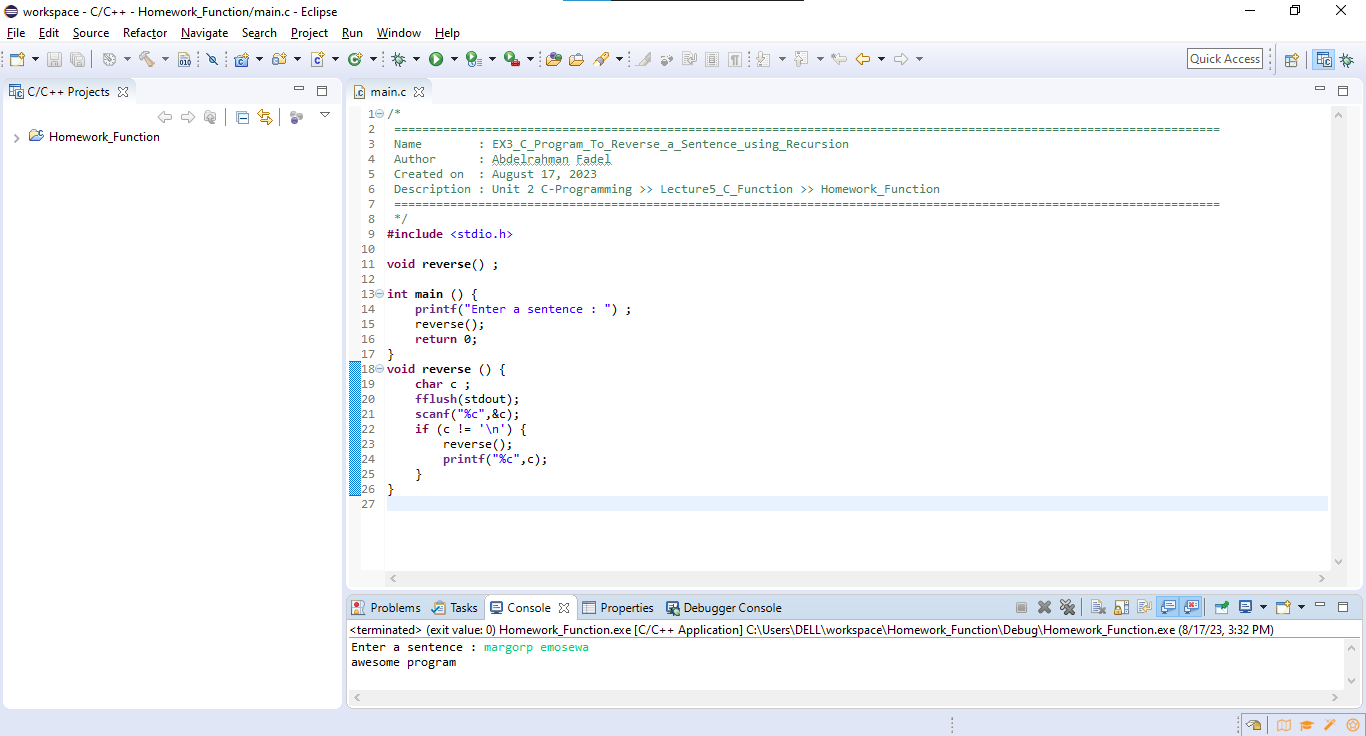 workspace - C/C++ - Homework_Function/main.c - Eclipse
File Edit Source Refactor Navigate Search Project Run Window Help
Quick Access
C/C++ Projects
main.c
Homework_Function
1 /*
2 ======================================================================================================================
3 Name        : EX3_C_Program_To_Reverse_a_Sentence_using_Recursion
4 Author      : Abdelrahman Fadel
5 Created on  : August 17, 2023
6 Description : Unit 2 C-Programming >> Lecture5_C_Function >> Homework_Function
7 ======================================================================================================================
8 */
9 #include <stdio.h>
10
11 void reverse() ;
12
13 int main () {
14     printf("Enter a sentence : ") ;
15     reverse();
16     return 0;
17 }
18 void reverse () {
19     char c ;
20     fflush(stdout);
21     scanf("%c",&c);
22     if (c != '\n') {
23         reverse();
24         printf("%c",c);
25     }
26 }
27
Problems Tasks Console Properties Debugger Console
<terminated> (exit value: 0) Homework_Function.exe [C/C++ Application] C:\Users\DELL\workspace\Homework_Function\Debug\Homework_Function.exe (8/17/23, 3:32 PM)
Enter a sentence : margorp emosewa
awesome program